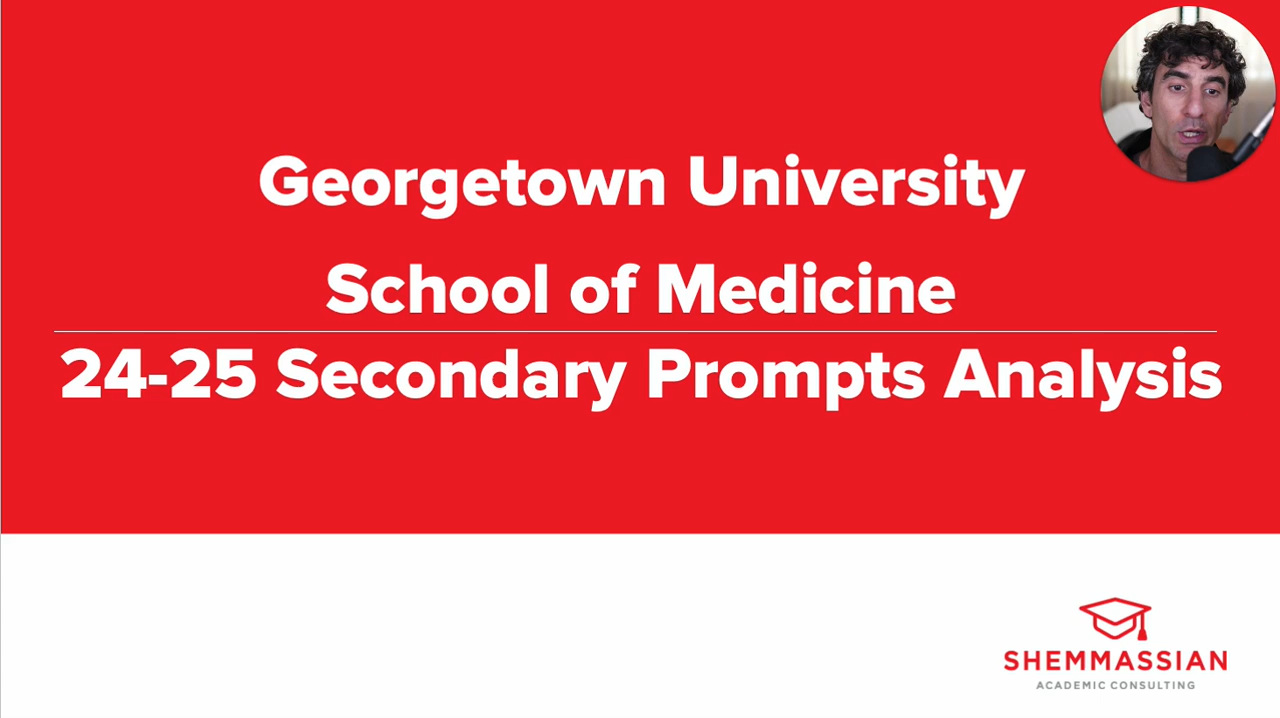 Georgetown University
School of Medicine
24-25 Secondary Prompts Analysis
SHEMMASSIAN
ACADEMIC CONSULTING